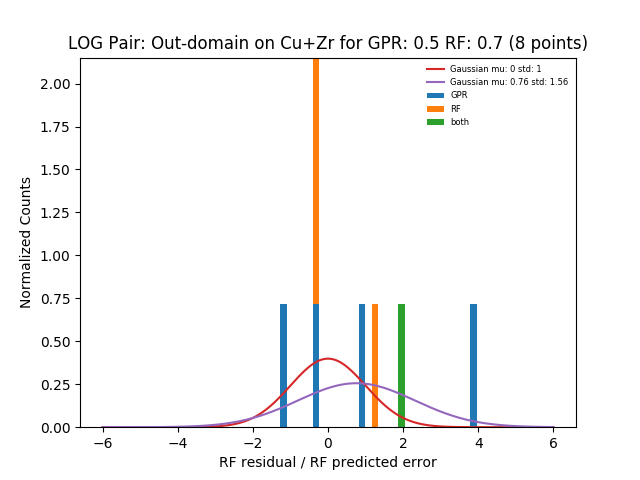 LOG Pair: Out-domain on Cu+Zr for GPR: 0.5 RF: 0.7 (8 points)
Gaussian mu: 0 std: 1
Gaussian mu: 0.76 std: 1.56
GPR
RF
both
Normalized Counts
2.00
1.75
1.50
1.25
1.00
0.75
0.50
0.25
0.00
−6 −4 −2 0 2 4 6
RF residual / RF predicted error